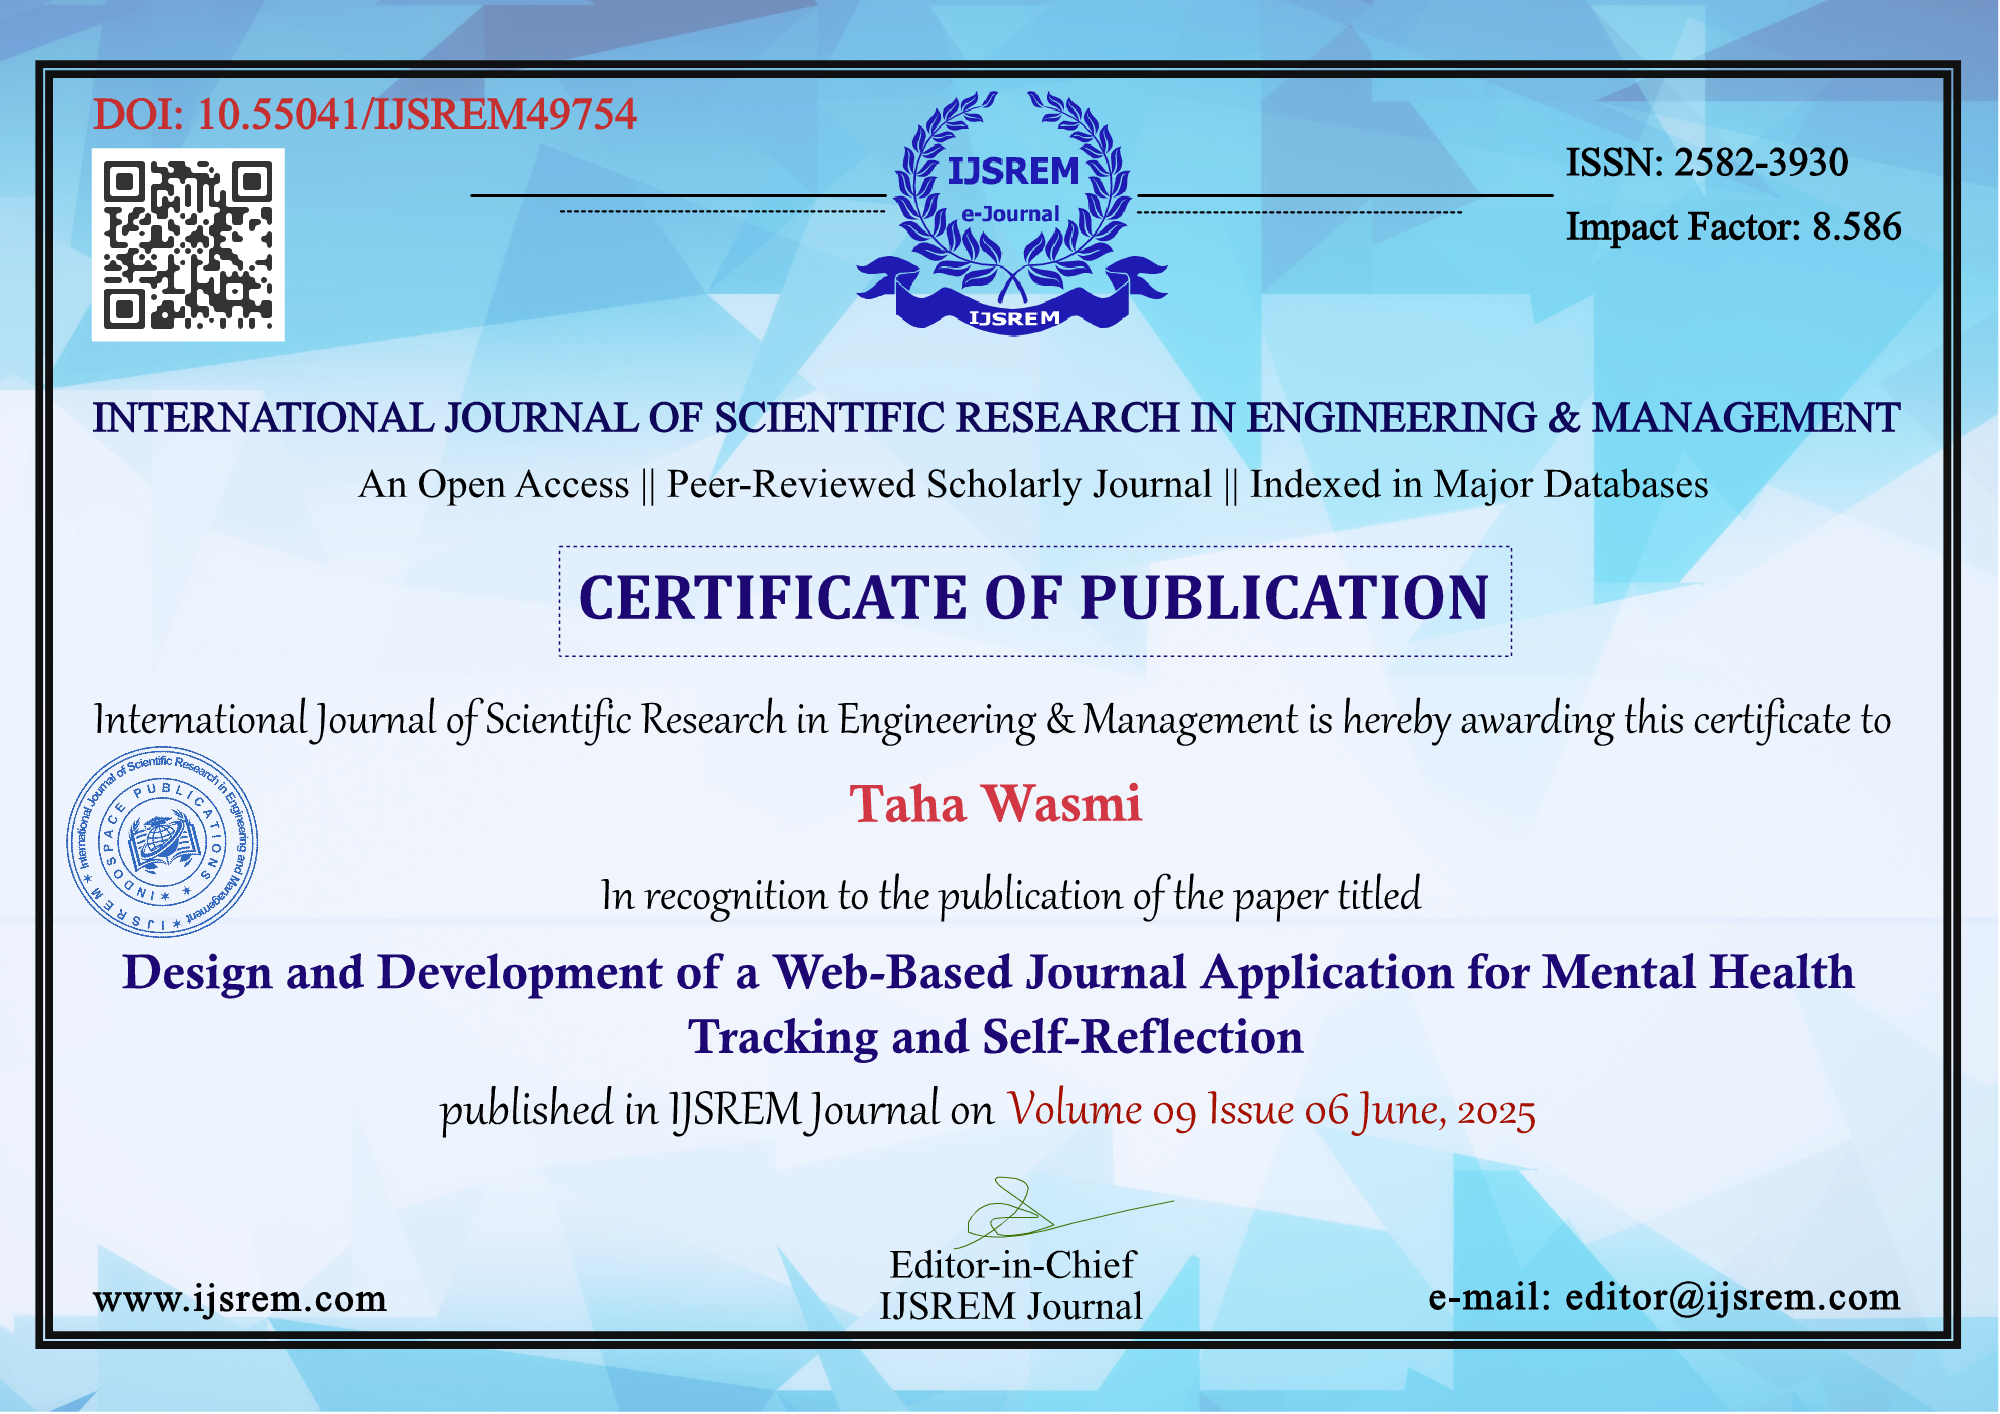 DOI: 10.55041/IJSREM49754
IJSREM
e-Journal
IJSREM
ISSN: 2582-3930
Impact Factor: 8.586
INTERNATIONAL JOURNAL OF SCIENTIFIC RESEARCH IN ENGINEERING & MANAGEMENT
An Open Access || Peer-Reviewed Scholarly Journal || Indexed in Major Databases
CERTIFICATE OF PUBLICATION
International Journal of Scientific Research in Engineering & Management is hereby awarding this certificate to
International Journal of Scientific Research in Engineering and Management ★ IJSREM ★
INDOSPACE PUBLICATIONS ★ ★
Taha Wasmi
In recognition to the publication of the paper titled
Design and Development of a Web-Based Journal Application for Mental Health
Tracking and Self-Reflection
published in IJSREM Journal on Volume 09 Issue 06 June, 2025
Editor-in-Chief
IJSREM Journal
www.ijsrem.com
e-mail: editor@ijsrem.com